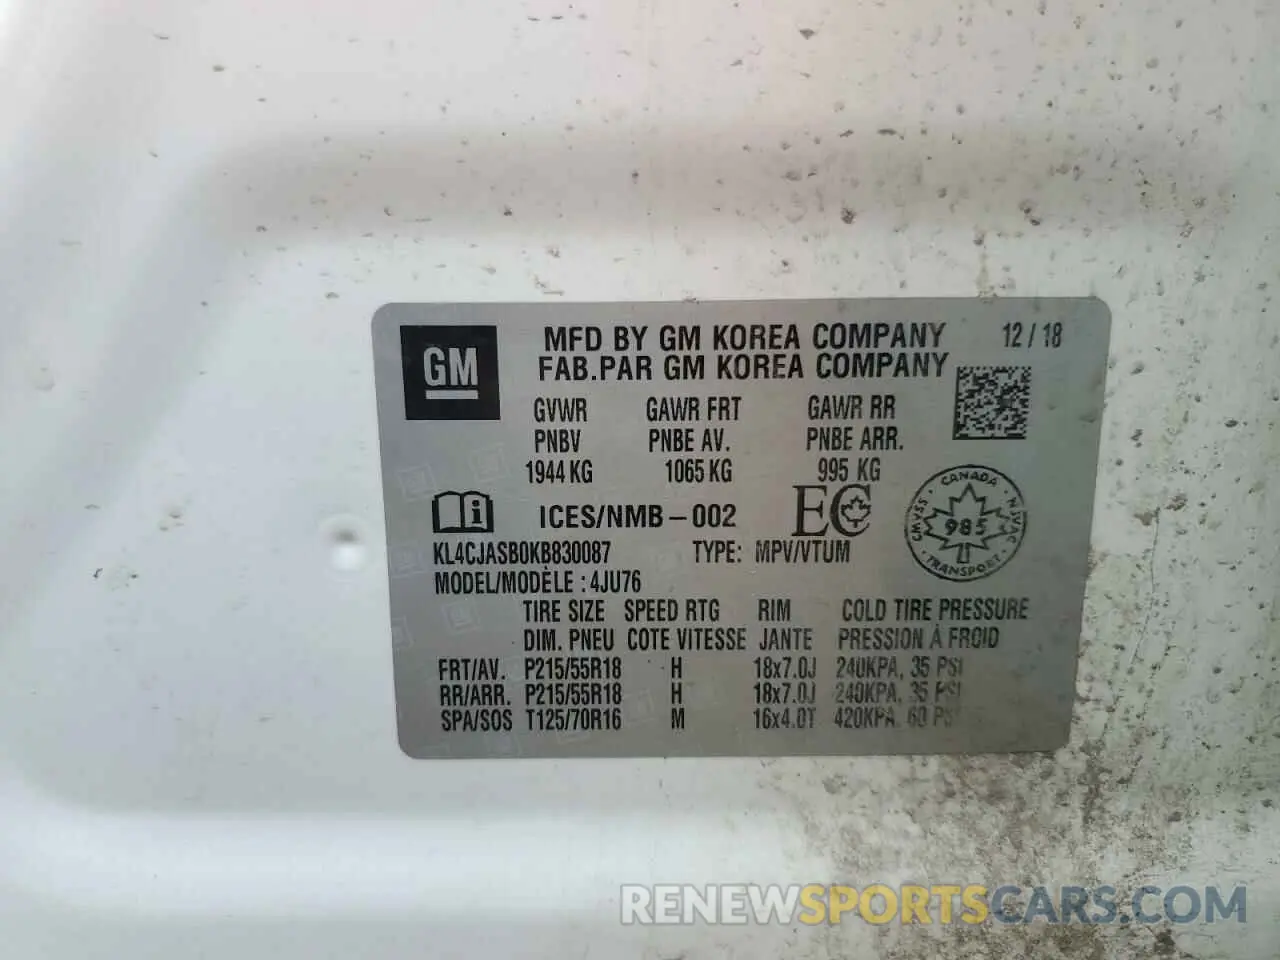 GM
MFD BY GM KOREA COMPANY 12/18
FAB.PAR GM KOREA COMPANY
GVWR GAWR FRT GAWR RR
PNBV PNBE AV. PNBE ARR.
1944 KG 1065 KG 995 KG
i ICES/NMB-002 EC
CANADA
CMVSS 985 NSVAC
TRANSPORT
KL4CJASB0KB830087 TYPE: MPV/VTUM
MODEL/MODÈLE : 4JU76
TIRE SIZE SPEED RTG RIM COLD TIRE PRESSURE
DIM. PNEU COTE VITESSE JANTE PRESSION À FROID
FRT/AV. P215/55R18 H 18x7.0J 240KPA, 35 PSI
RR/ARR. P215/55R18 H 18x7.0J 240KPA, 35 PSI
SPA/SOS T125/70R16 M 16x4.0T 420KPA, 60 PSI
RENEWSPORTSCARS.COM